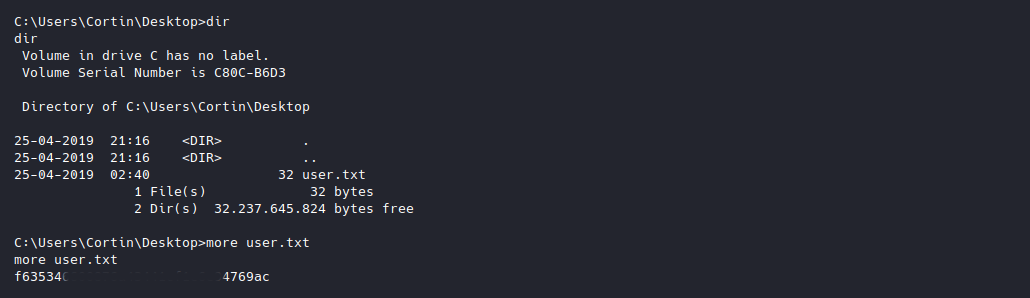 C:\Users\Cortin\Desktop>dir
dir
 Volume in drive C has no label.
 Volume Serial Number is C80C-B6D3
 Directory of C:\Users\Cortin\Desktop
25-04-2019  21:16    <DIR>          .
25-04-2019  21:16    <DIR>          ..
25-04-2019  02:40                32 user.txt
               1 File(s)             32 bytes
               2 Dir(s)  32.237.645.824 bytes free
C:\Users\Cortin\Desktop>more user.txt
more user.txt
f63534 4769ac